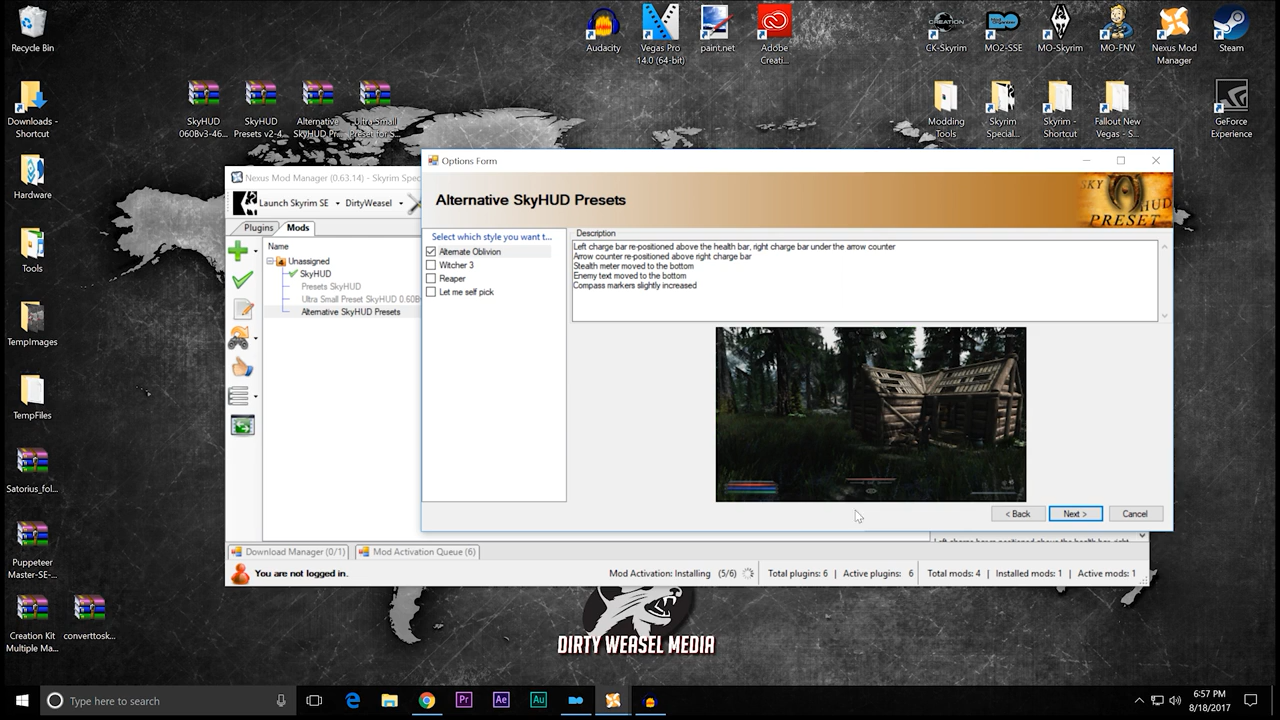 Recycle Bin
Audacity
Vegas Pro
14.0 (64-bit)
paint.net
Adobe
Creati...
CREATION
CK-Skyrim
MO2-SSE
MO-Skyrim
MO-FNV
Nexus Mod
Manager
Steam
Downloads -
Shortcut
SkyHUD
0608v3-46...
SkyHUD
Presets v2-4...
Alternative
SkyHUD Pr...
Ultra Small
Preset for S...
Modding
Tools
Skyrim
Special...
Skyrim -
Shortcut
Fallout New
Vegas - S...
GeForce
Experience
Hardware
Tools
TempImages
TempFiles
Satorius_fol...
Puppeteer
Master-SE-...
Creation Kit
Multiple Ma...
converttosk...
Nexus Mod Manager (0.63.14) - Skyrim Spec
Launch Skyrim SE
DirtyWeasel
Plugins
Mods
Name
Unassigned
SkyHUD
Presets SkyHUD
Ultra Small Preset SkyHUD 0.60B
Alternative SkyHUD Presets
Options Form
Alternative SkyHUD Presets
SKY HUD
PRESET
Select which style you want t...
Alternate Oblivion
Witcher 3
Reaper
Let me self pick
Description
Left charge bar re-positioned above the health bar, right charge bar under the arrow counter
Arrow counter re-positioned above right charge bar
Stealth meter moved to the bottom
Enemy text moved to the bottom
Compass markers slightly increased
< Back
Next >
Cancel
Download Manager (0/1)
Mod Activation Queue (6)
You are not logged in.
Mod Activation: Installing (5/6)
Total plugins: 6
Active plugins: 6
Total mods: 4
Installed mods: 1
Active mods: 1
DIRTY WEASEL MEDIA
Type here to search
Pr
Ae
Au
6:57 PM
8/18/2017